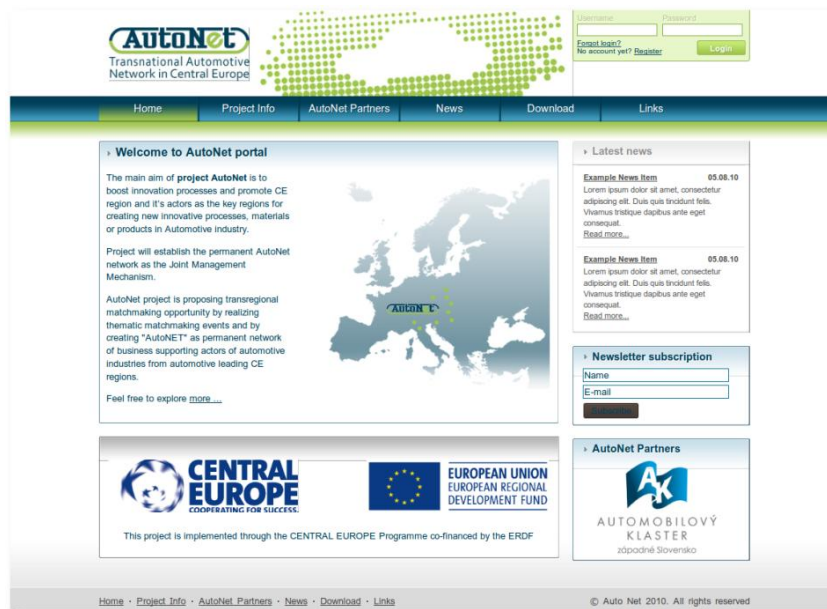 AutoNet
Transnational Automotive
Network in Central Europe
Username
Password
Forgot login?
No account yet? Register
Login
Home
Project Info
AutoNet Partners
News
Download
Links
Welcome to AutoNet portal
The main aim of project AutoNet is to
boost innovation processes and promote CE
region and it's actors as the key regions for
creating new innovative processes, materials
or products in Automotive industry.
Project will establish the permanent AutoNet
network as the Joint Management
Mechanism.
AutoNet project is proposing transregional
matchmaking opportunity by realizing
thematic matchmaking events and by
creating "AutoNET" as permanent network
of business supporting actors of automotive
industries from automotive leading CE
regions.
Feel free to explore more ...
AutoNet
Latest news
Example News Item 05.08.10
Lorem ipsum dolor sit amet, consectetur
adipiscing elit. Duis quis tincidunt felis.
Vivamus tristique dapibus ante eget
consequat.
Read more...
Example News Item 05.08.10
Lorem ipsum dolor sit amet, consectetur
adipiscing elit. Duis quis tincidunt felis.
Vivamus tristique dapibus ante eget
consequat.
Read more...
Newsletter subscription
Name
E-mail
Subscribe
CENTRAL
EUROPE
COOPERATING FOR SUCCESS.
EUROPEAN UNION
EUROPEAN REGIONAL
DEVELOPMENT FUND
This project is implemented through the CENTRAL EUROPE Programme co-financed by the ERDF
AutoNet Partners
AK
AUTOMOBILOVÝ
KLASTER
západné Slovensko
Home · Project Info · AutoNet Partners · News · Download · Links
© Auto Net 2010. All rights reserved